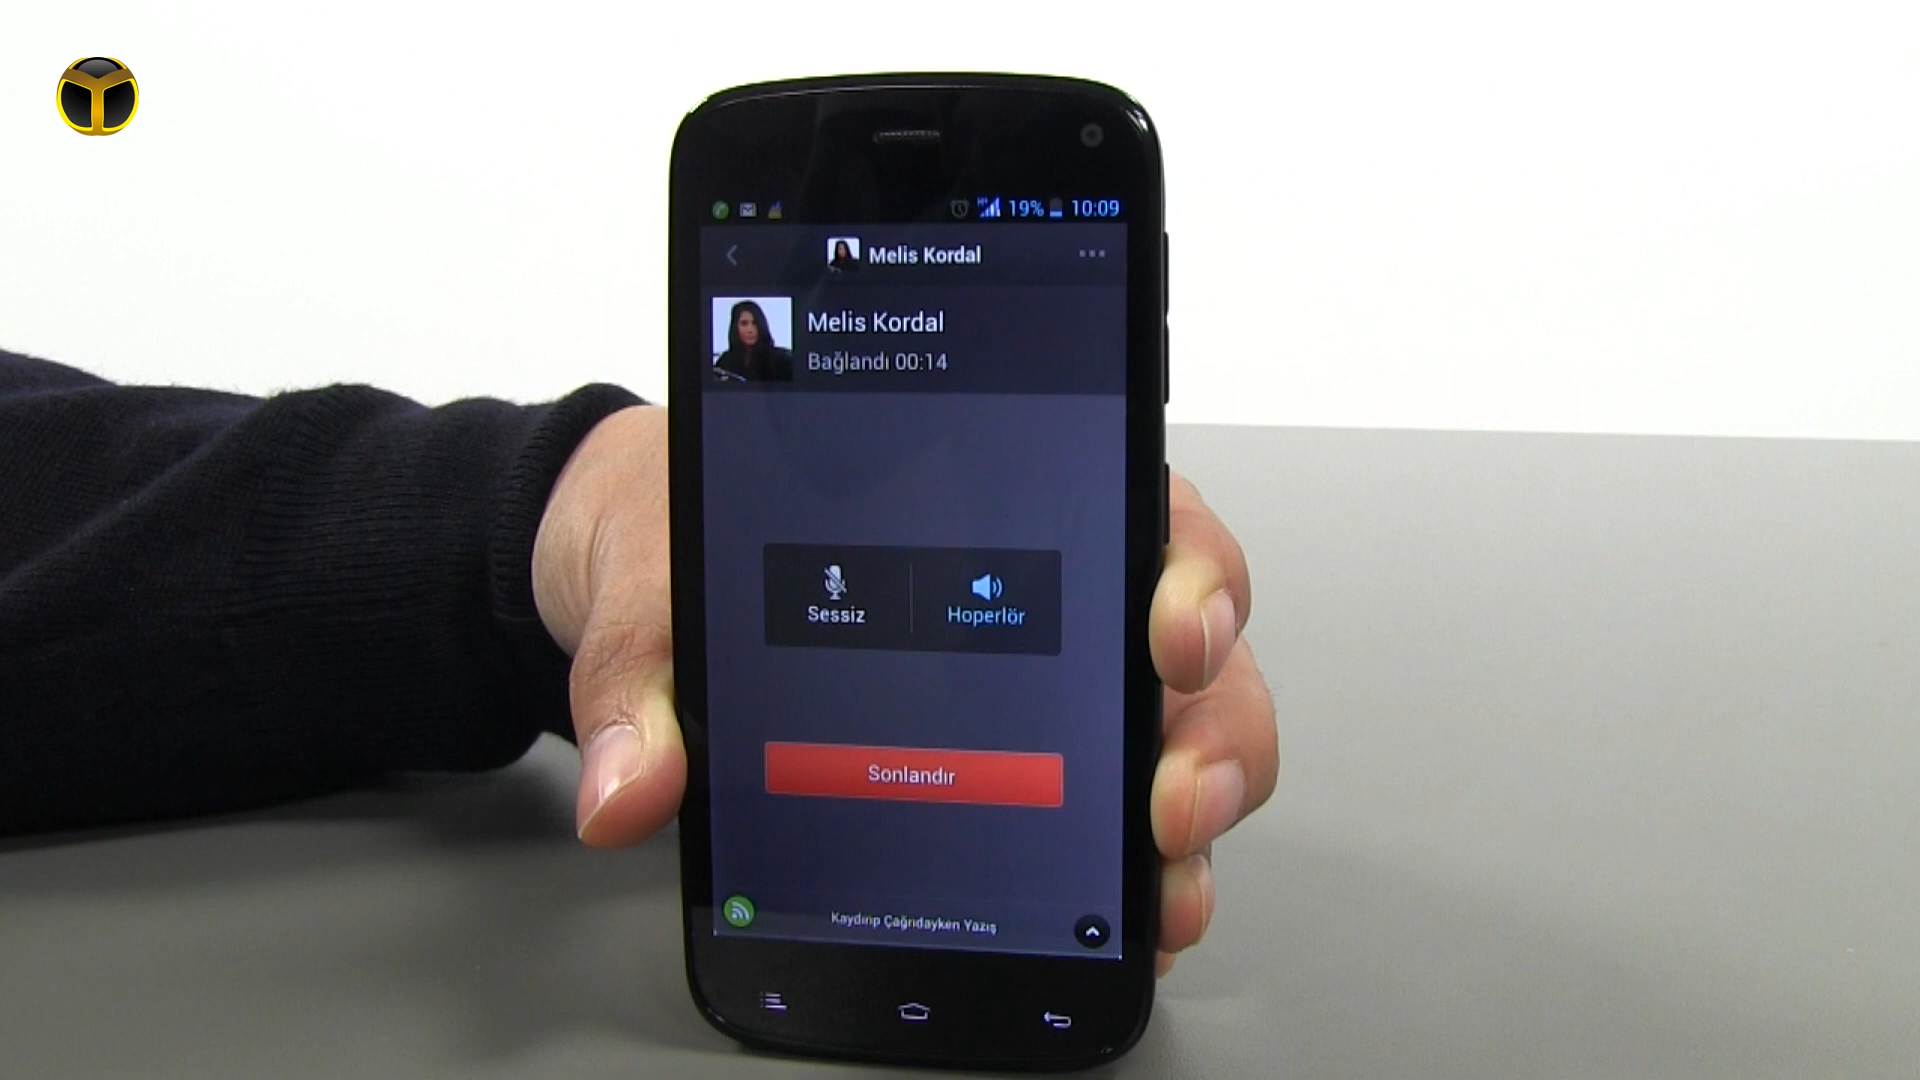 19% 10:09
Melis Kordal
Melis Kordal
Bağlandı 00:14
Sessiz
Hoperlör
Sonlandır
Kaydırıp Çağrıdayken Yazış